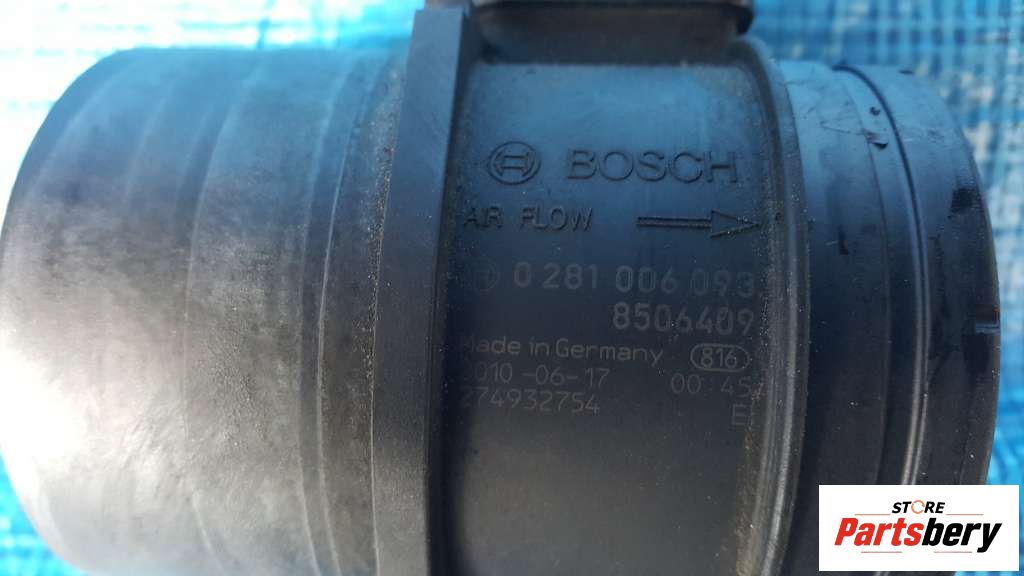 BOSCH
AIR FLOW
0 281 006 093
8506409
Made in Germany 816
2010-06-17 00:45
274932754
E
STORE
Partsbery